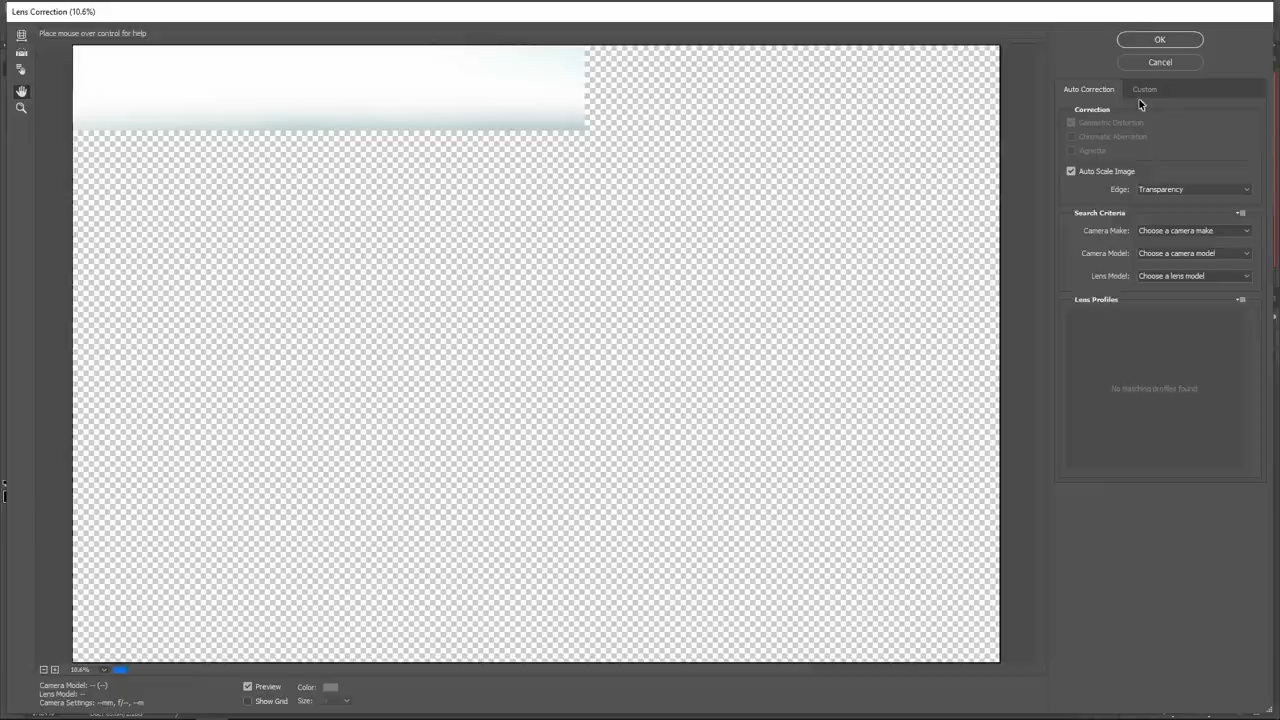 Lens Correction (10.6%)
Place mouse over control for help
OK
Cancel
Auto Correction
Custom
Correction
Geometric Distortion
Chromatic Aberration
Vignette
Auto Scale Image
Edge: Transparency
Search Criteria
Camera Make: Choose a camera make
Camera Model: Choose a camera model
Lens Model: Choose a lens model
Lens Profiles
No matching profiles found
10.6%
Camera Model: -- (--)
Lens Model: --
Camera Settings: --mm, f/--, --m
Preview
Color:
Show Grid
Size: